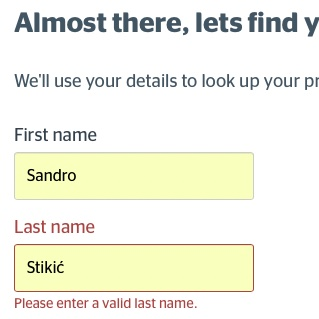 Almost there, lets find y
We'll use your details to look up your pr
First name
Sandro
Last name
Stikić
Please enter a valid last name.